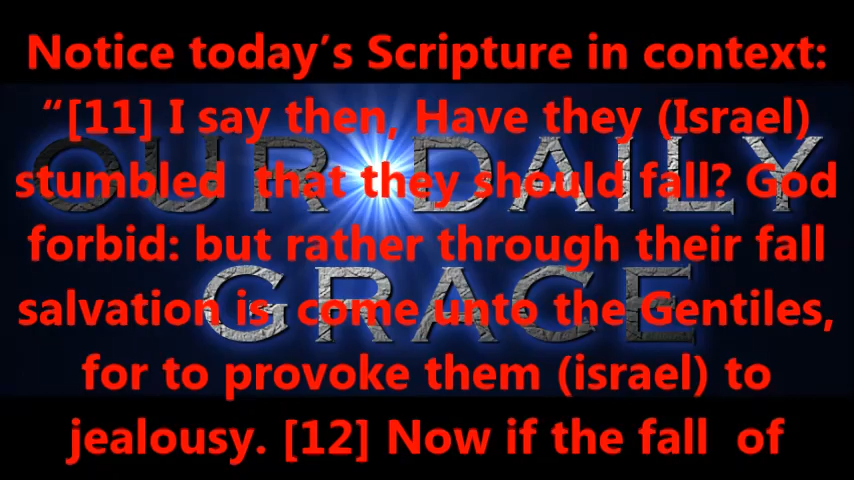 Notice today’s Scripture in context:
“[11] I say then, Have they (Israel)
stumbled that they should fall? God
forbid: but rather through their fall
salvation is come unto the Gentiles,
for to provoke them (israel) to
jealousy. [12] Now if the fall of
OUR DAILY
GRACE